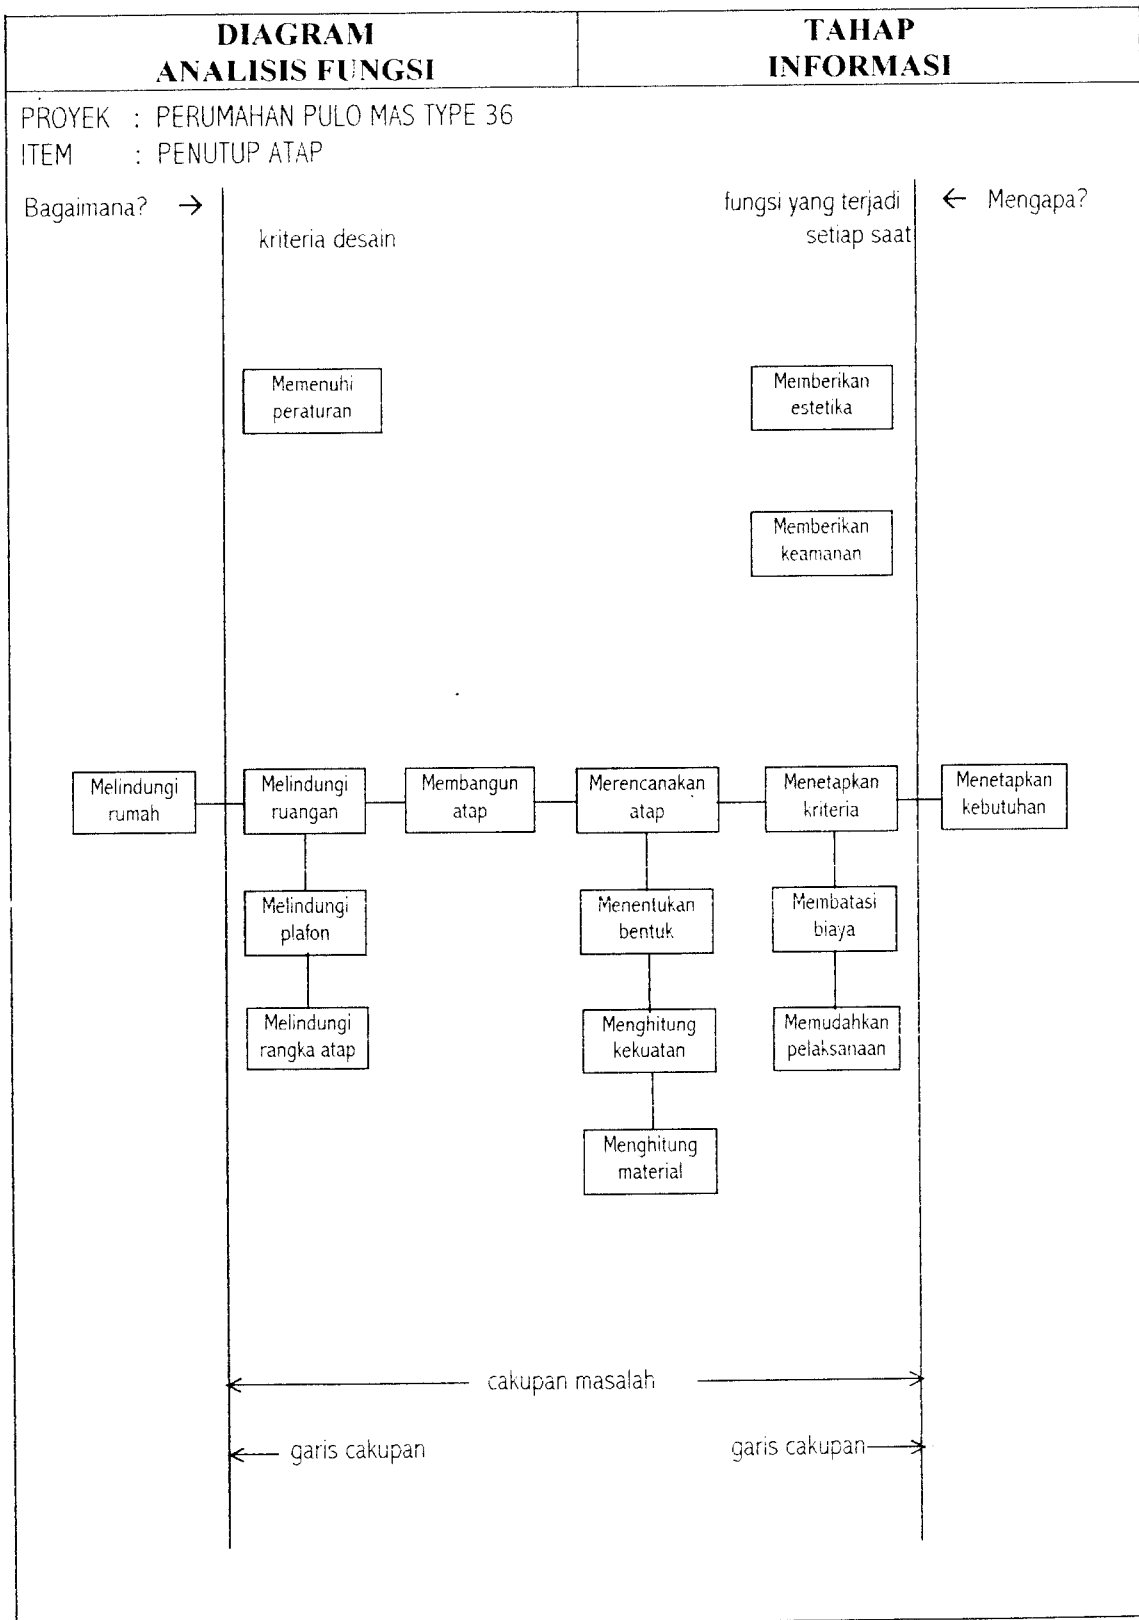 DIAGRAM
ANALISIS FUNGSI
TAHAP
INFORMASI
PROYEK : PERUMAHAN PULO MAS TYPE 36
ITEM : PENUTUP ATAP
Bagaimana? →
kriteria desain
fungsi yang terjadi
setiap saat
← Mengapa?
Memenuhi
peraturan
Memberikan
estetika
Memberikan
keamanan
Melindungi
rumah
Melindungi
ruangan
Membangun
atap
Merencanakan
atap
Menetapkan
kriteria
Menetapkan
kebutuhan
Melindungi
plafon
Menentukan
bentuk
Membatasi
biaya
Melindungi
rangka atap
Menghitung
kekuatan
Memudahkan
pelaksanaan
Menghitung
material
cakupan masalah
garis cakupan
garis cakupan